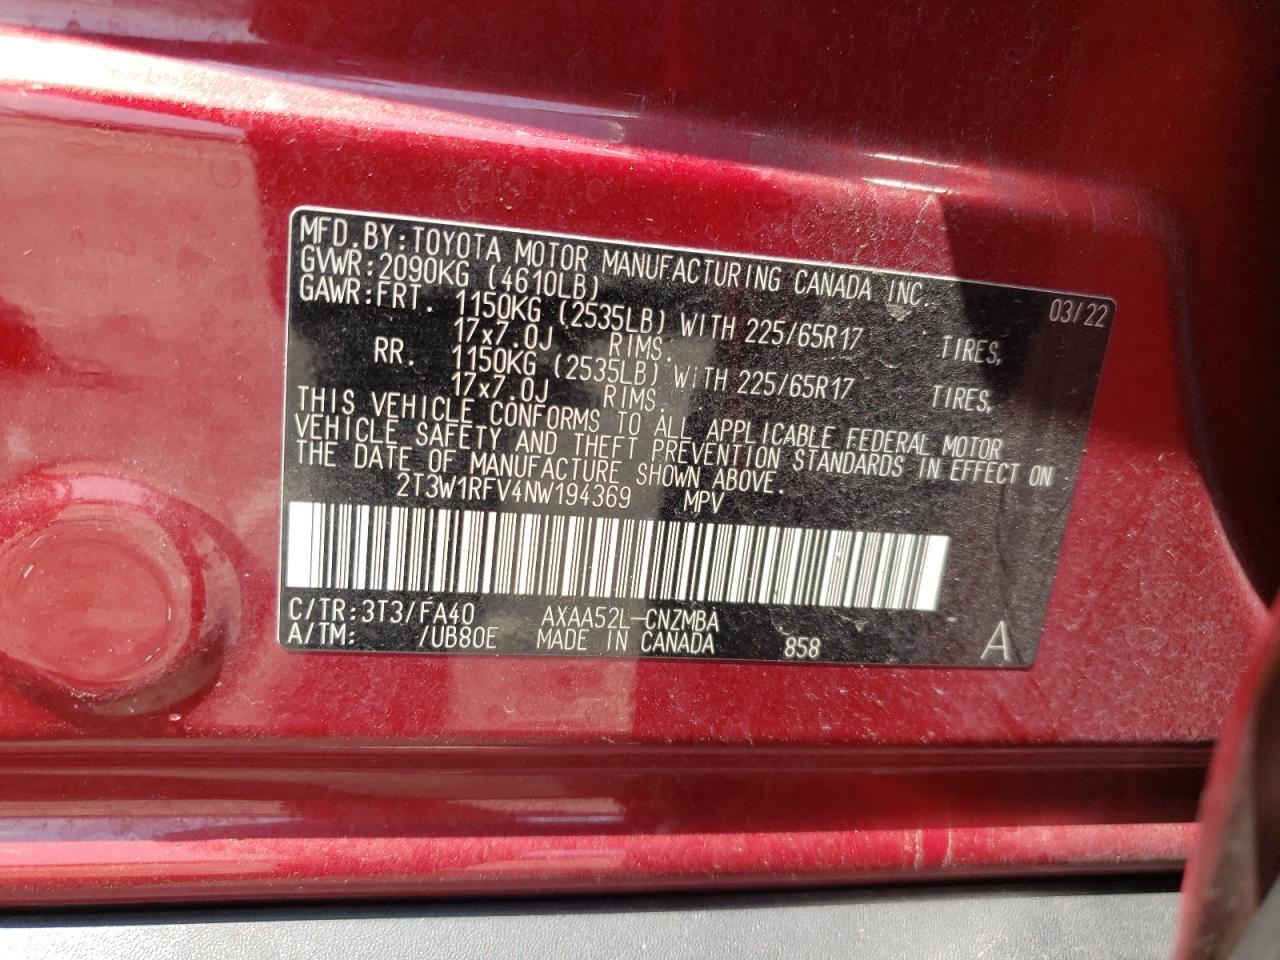 MFD.BY:TOYOTA MOTOR MANUFACTURING CANADA INC. 03/22
GVWR:2090KG (4610LB)
GAWR:FRT. 1150KG (2535LB) WITH 225/65R17 TIRES,
17x7.0J RIMS.
RR. 1150KG (2535LB) WITH 225/65R17 TIRES,
17x7.0J RIMS.
THIS VEHICLE CONFORMS TO ALL APPLICABLE FEDERAL MOTOR
VEHICLE SAFETY AND THEFT PREVENTION STANDARDS IN EFFECT ON
THE DATE OF MANUFACTURE SHOWN ABOVE.
2T3W1RFV4NW194369 MPV
C/TR:3T3/FA40 AXAA52L-CNZMBA
A/TM: /UB80E MADE IN CANADA 858 A